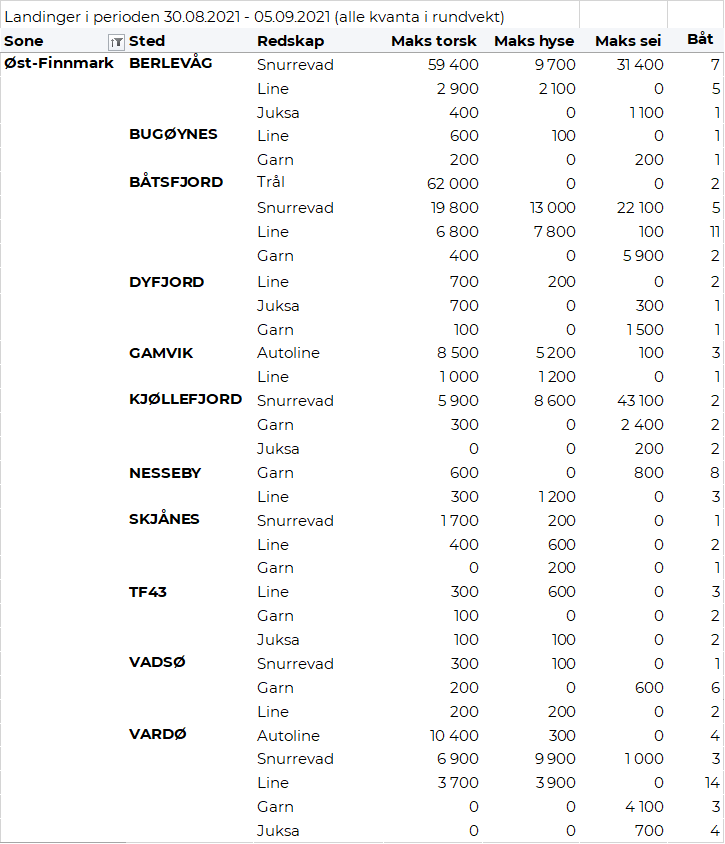 Landinger i perioden 30.08.2021 - 05.09.2021 (alle kvanta i rundvekt)
Sone Sted Redskap Maks torsk Maks hyse Maks sei Båt
Øst-Finnmark BERLEVÅG Snurrevad 59 400 9 700 31 400 7
Line 2 900 2 100 0 5
Juksa 400 0 1 100 1
BUGØYNES Line 600 100 0 1
Garn 200 0 200 1
BÅTSFJORD Trål 62 000 0 0 2
Snurrevad 19 800 13 000 22 100 5
Line 6 800 7 800 100 11
Garn 400 0 5 900 2
DYFJORD Line 700 200 0 2
Juksa 700 0 300 1
Garn 100 0 1 500 1
GAMVIK Autoline 8 500 5 200 100 3
Line 1 000 1 200 0 1
KJØLLEFJORD Snurrevad 5 900 8 600 43 100 2
Garn 300 0 2 400 2
Juksa 0 0 200 2
NESSEBY Garn 600 0 800 8
Line 300 1 200 0 3
SKJÅNES Snurrevad 1 700 200 0 1
Line 400 600 0 2
Garn 0 200 0 1
TF43 Line 300 600 0 3
Garn 100 0 0 2
Juksa 100 100 0 2
VADSØ Snurrevad 300 100 0 1
Garn 200 0 600 6
Line 200 200 0 2
VARDØ Autoline 10 400 300 0 4
Snurrevad 6 900 9 900 1 000 3
Line 3 700 3 900 0 14
Garn 0 0 4 100 3
Juksa 0 0 700 4